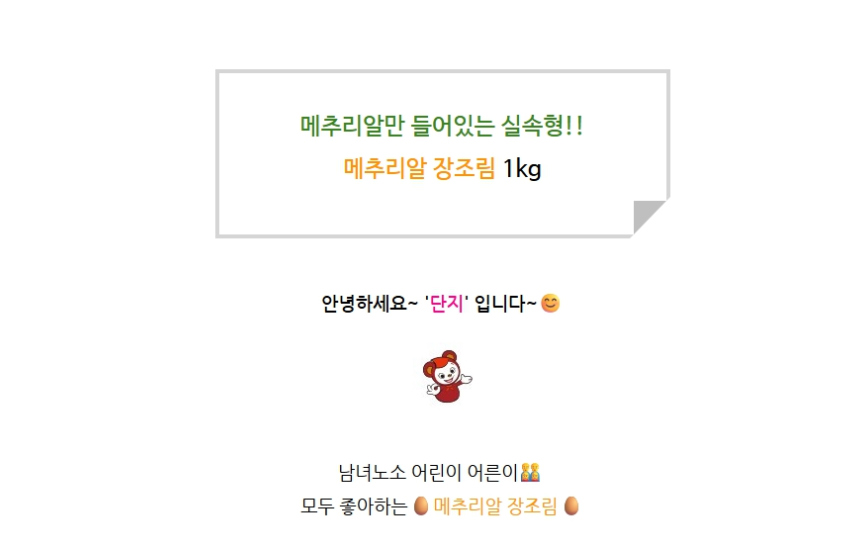 메추리알만 들어있는 실속형!!
메추리알 장조림 1kg
안녕하세요~ '단지' 입니다~😊
남녀노소 어린이 어른이👫
모두 좋아하는🥚메추리알 장조림🥚